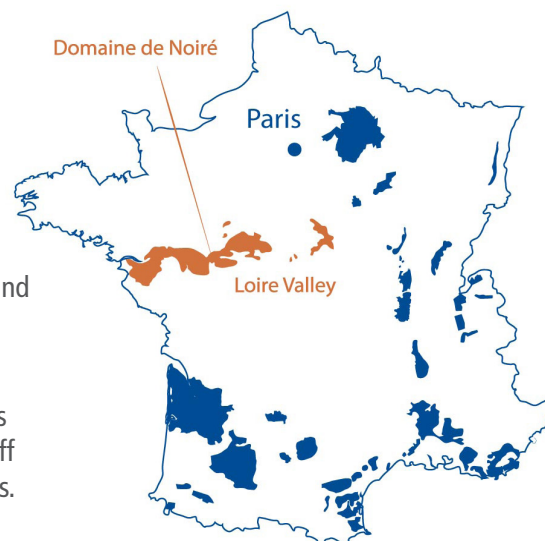 Domaine de Noiré
Paris
Loire Valley
nd
s
ff
s.